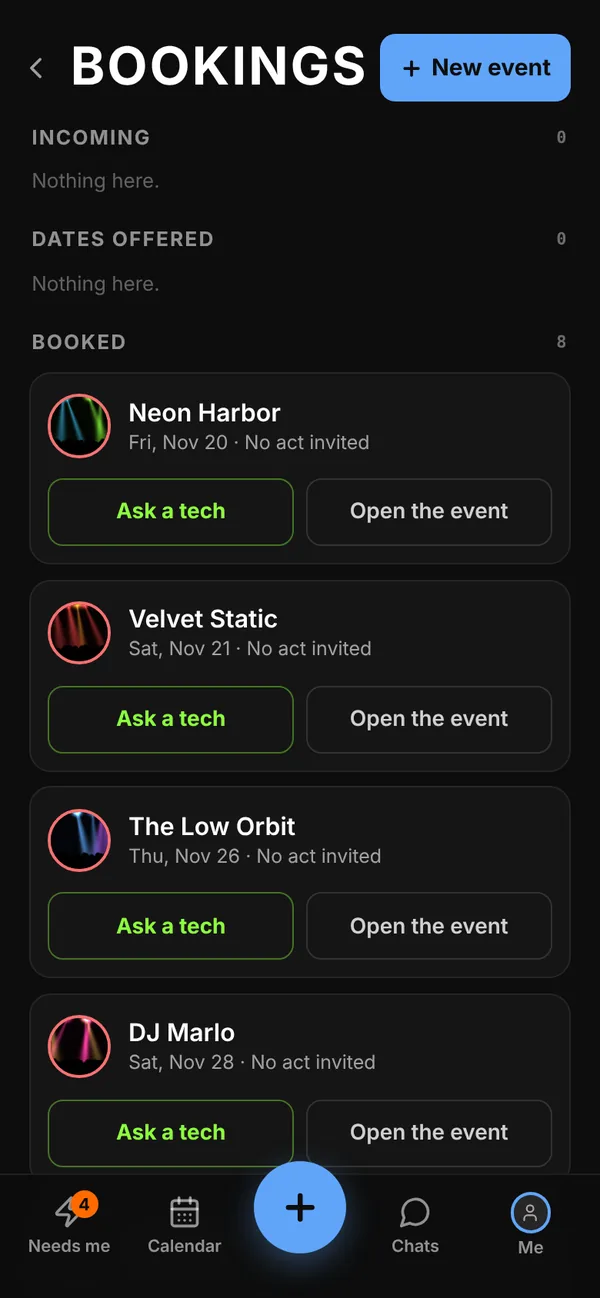 BOOKINGS
+ New event
INCOMING 0
Nothing here.
DATES OFFERED 0
Nothing here.
BOOKED 8
Neon Harbor
Fri, Nov 20 · No act invited
Ask a tech
Open the event
Velvet Static
Sat, Nov 21 · No act invited
Ask a tech
Open the event
The Low Orbit
Thu, Nov 26 · No act invited
Ask a tech
Open the event
DJ Marlo
Sat, Nov 28 · No act invited
Ask a tech
Open the event
4
Needs me
Calendar
+
Chats
Me